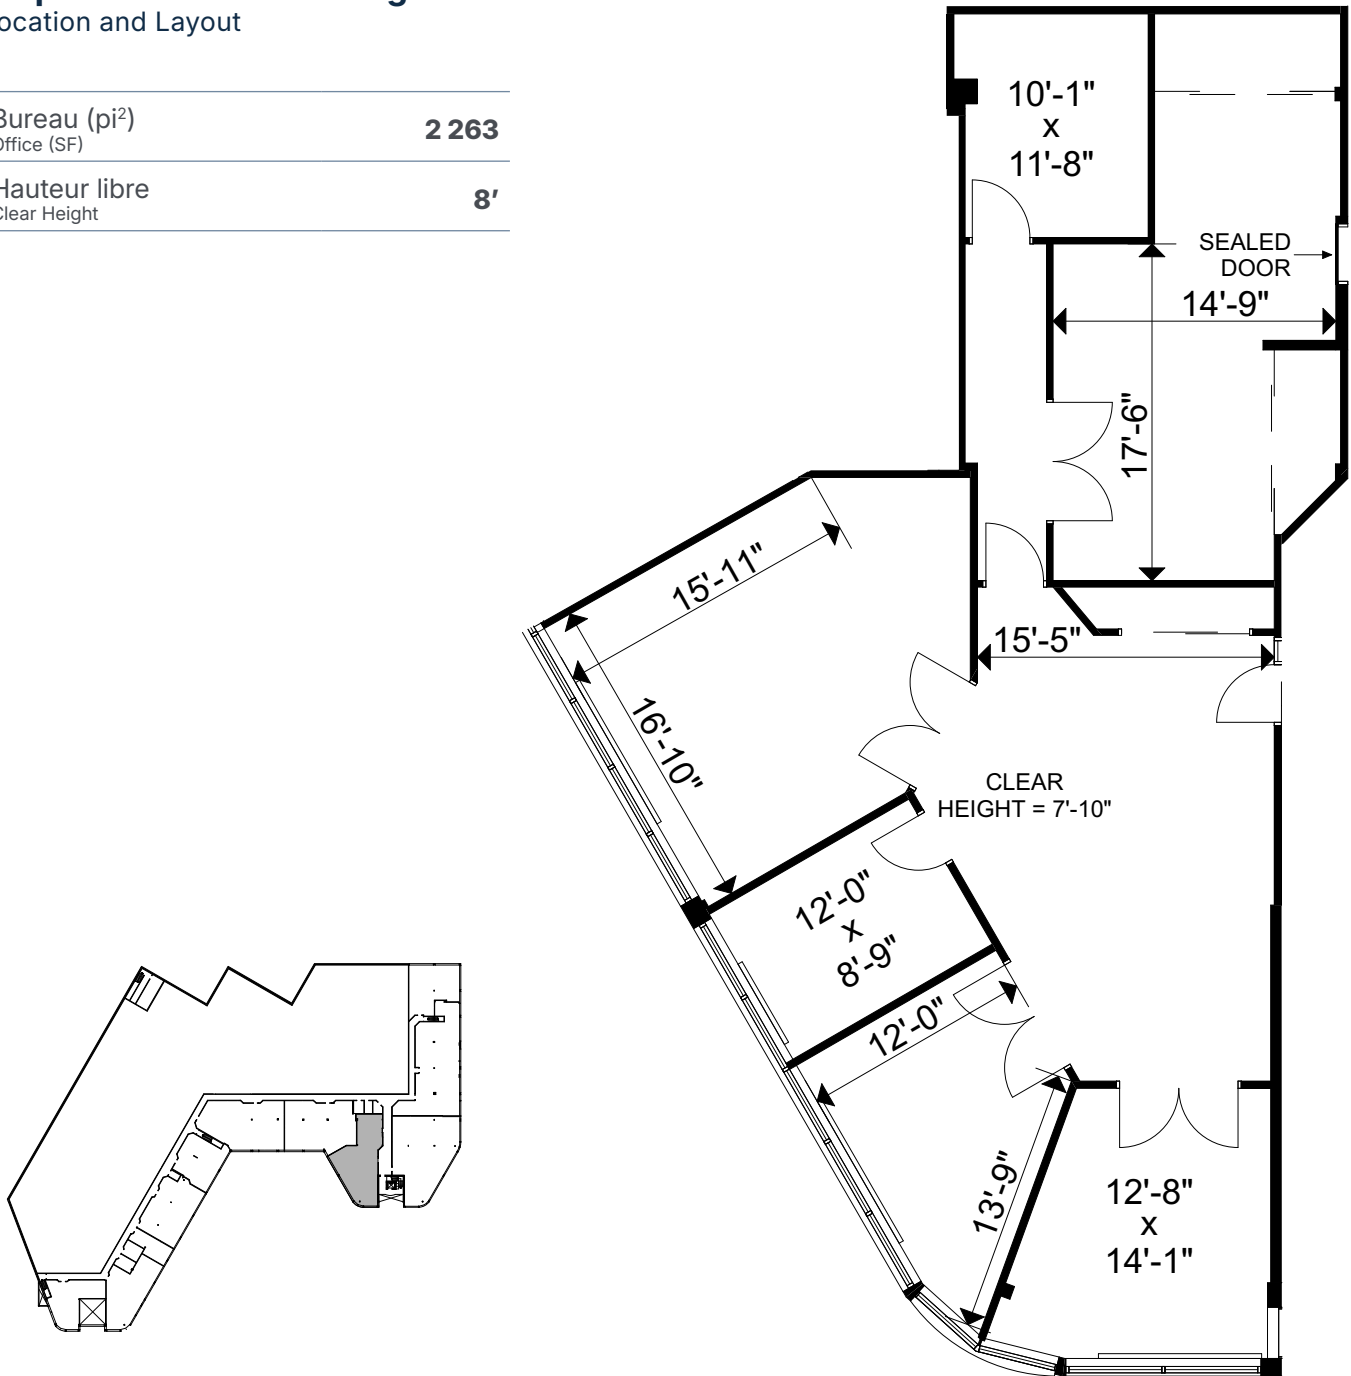 ocation and Layout
Bureau (pi²)
Office (SF)
2 263
Hauteur libre
Clear Height
8′
10'-1"
x
11'-8"
SEALED
DOOR
14'-9"
17'-6"
15'-11"
15'-5"
16'-10"
CLEAR
HEIGHT = 7'-10"
12'-0"
x
8'-9"
12'-0"
13'-9"
12'-8"
x
14'-1"